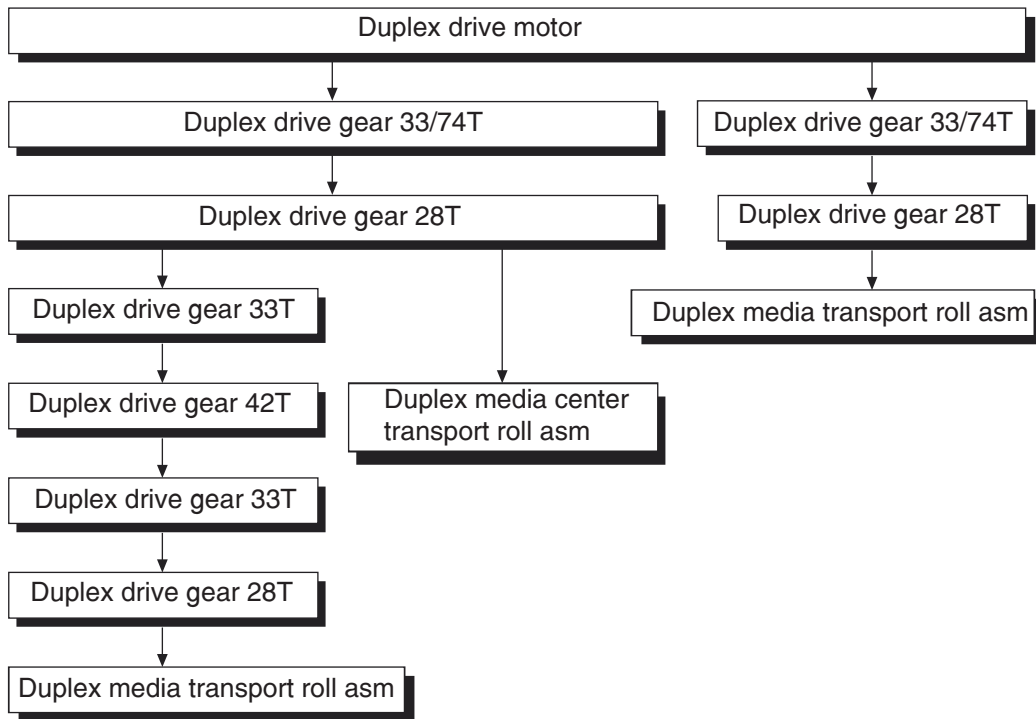 Duplex drive motor
Duplex drive gear 33/74T
Duplex drive gear 33/74T
Duplex drive gear 28T
Duplex drive gear 28T
Duplex drive gear 33T
Duplex media transport roll asm
Duplex drive gear 42T
Duplex media center
transport roll asm
Duplex drive gear 33T
Duplex drive gear 28T
Duplex media transport roll asm